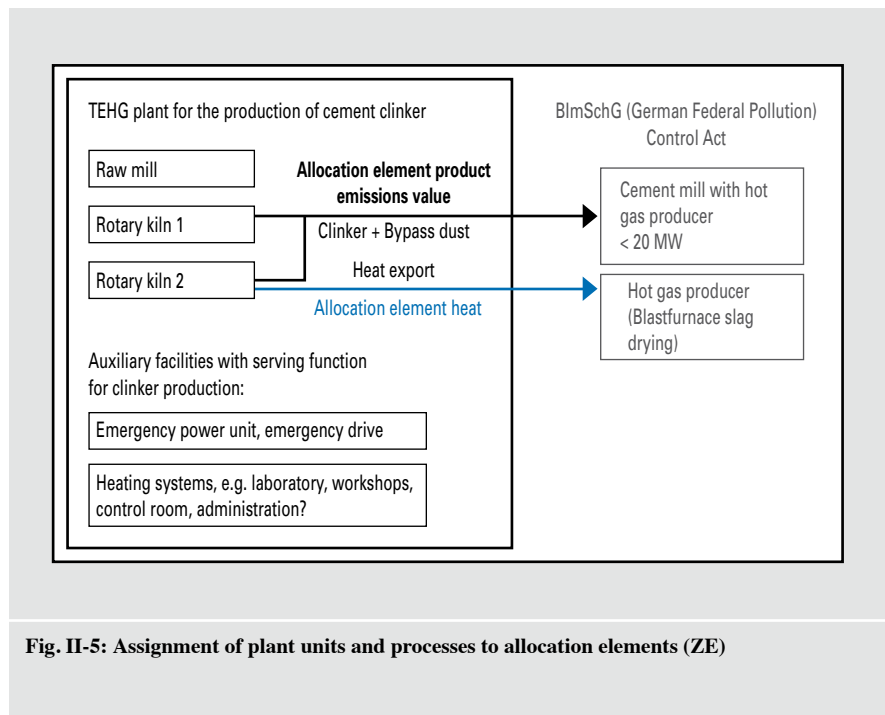 TEHG plant for the production of cement clinker
Raw mill
Rotary kiln 1
Rotary kiln 2
Allocation element product
emissions value
Clinker + Bypass dust
Heat export
Allocation element heat
Auxiliary facilities with serving function
for clinker production:
Emergency power unit, emergency drive
Heating systems, e.g. laboratory, workshops,
control room, administration?
BImSchG (German Federal Pollution)
Control Act
Cement mill with hot
gas producer
< 20 MW
Hot gas producer
(Blastfurnace slag
drying)
Fig. II-5: Assignment of plant units and processes to allocation elements (ZE)